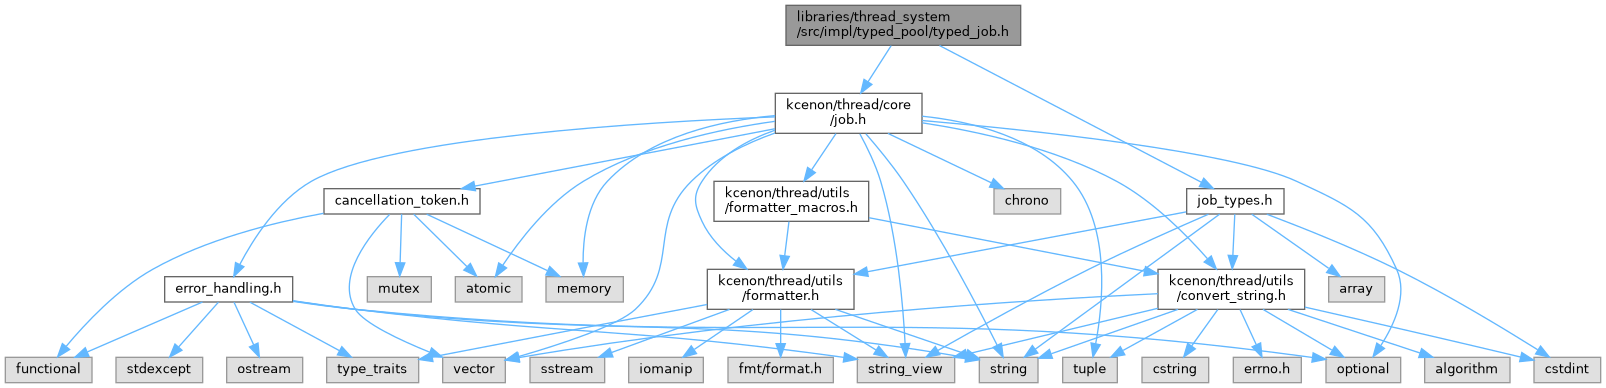 libraries/thread_system
/src/impl/typed_pool/typed_job.h
kcenon/thread/core
/job.h
cancellation_token.h
kcenon/thread/utils
/formatter_macros.h
chrono
job_types.h
error_handling.h
mutex
atomic
memory
kcenon/thread/utils
/formatter.h
kcenon/thread/utils
/convert_string.h
array
functional
stdexcept
ostream
type_traits
vector
sstream
iomanip
fmt/format.h
string_view
string
tuple
cstring
errno.h
optional
algorithm
cstdint